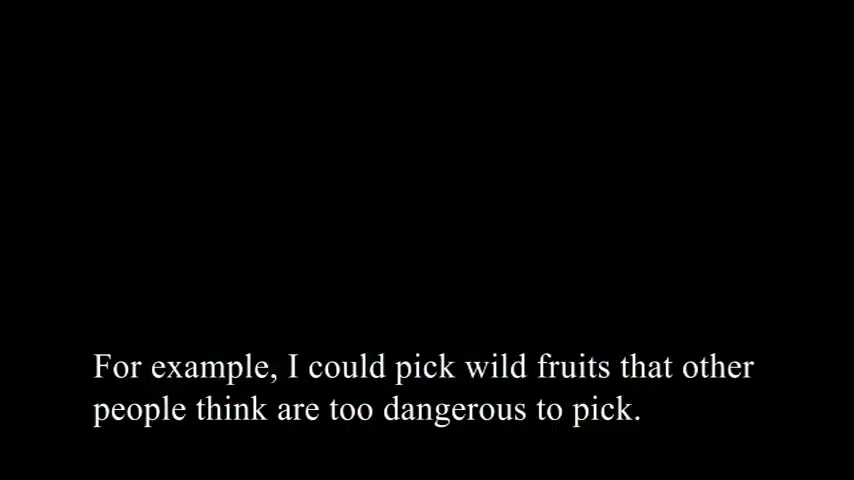 For example, I could pick wild fruits that other
people think are too dangerous to pick.